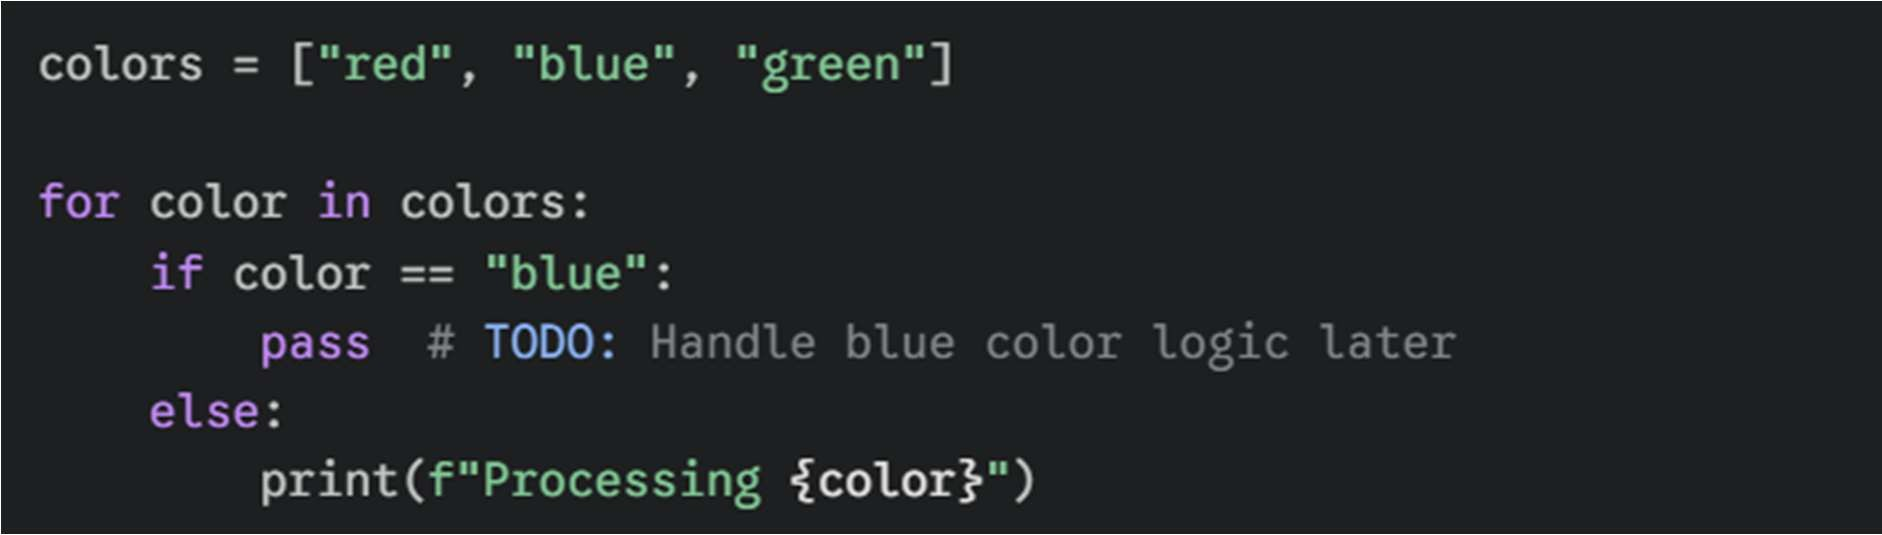 colors = ["red", "blue", "green"]

for color in colors:
    if color == "blue":
        pass  # TODO: Handle blue color logic later
    else:
        print(f"Processing {color}")